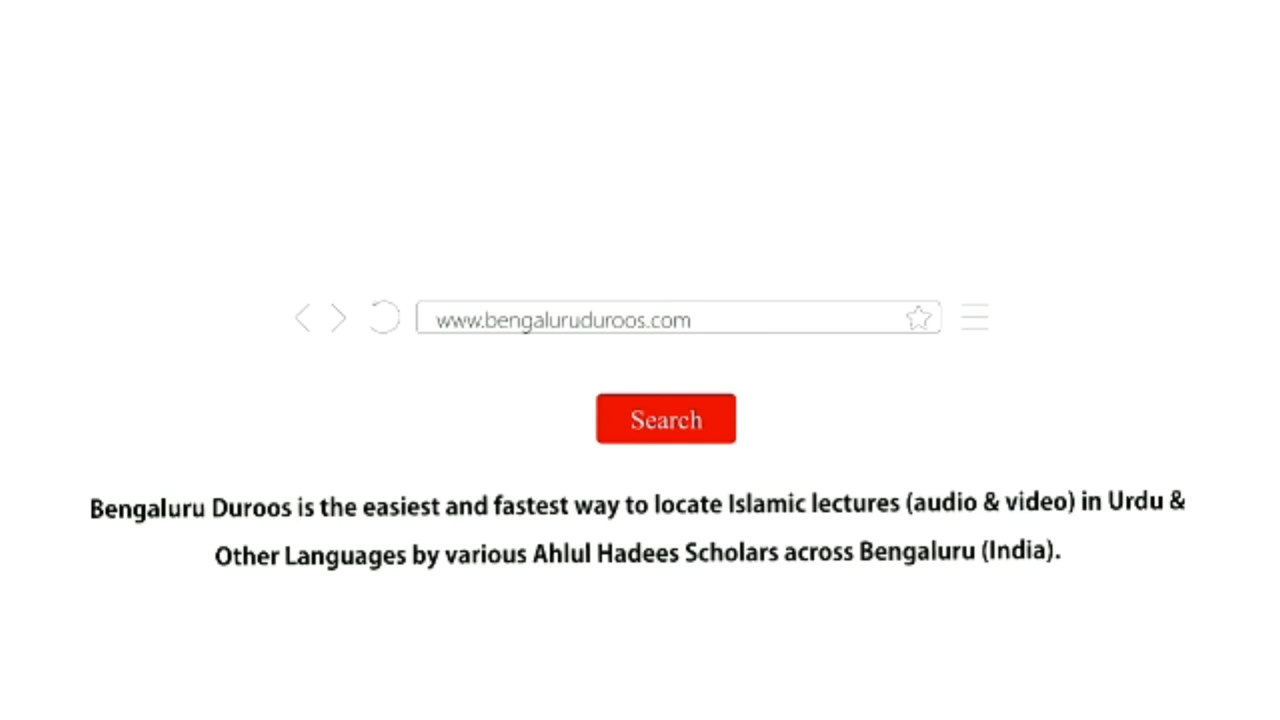 www.bengaluruduroos.com
Search
Bengaluru Duroos is the easiest and fastest way to locate Islamic lectures (audio & video) in Urdu &
Other Languages by various Ahlul Hadees Scholars across Bengaluru (India).